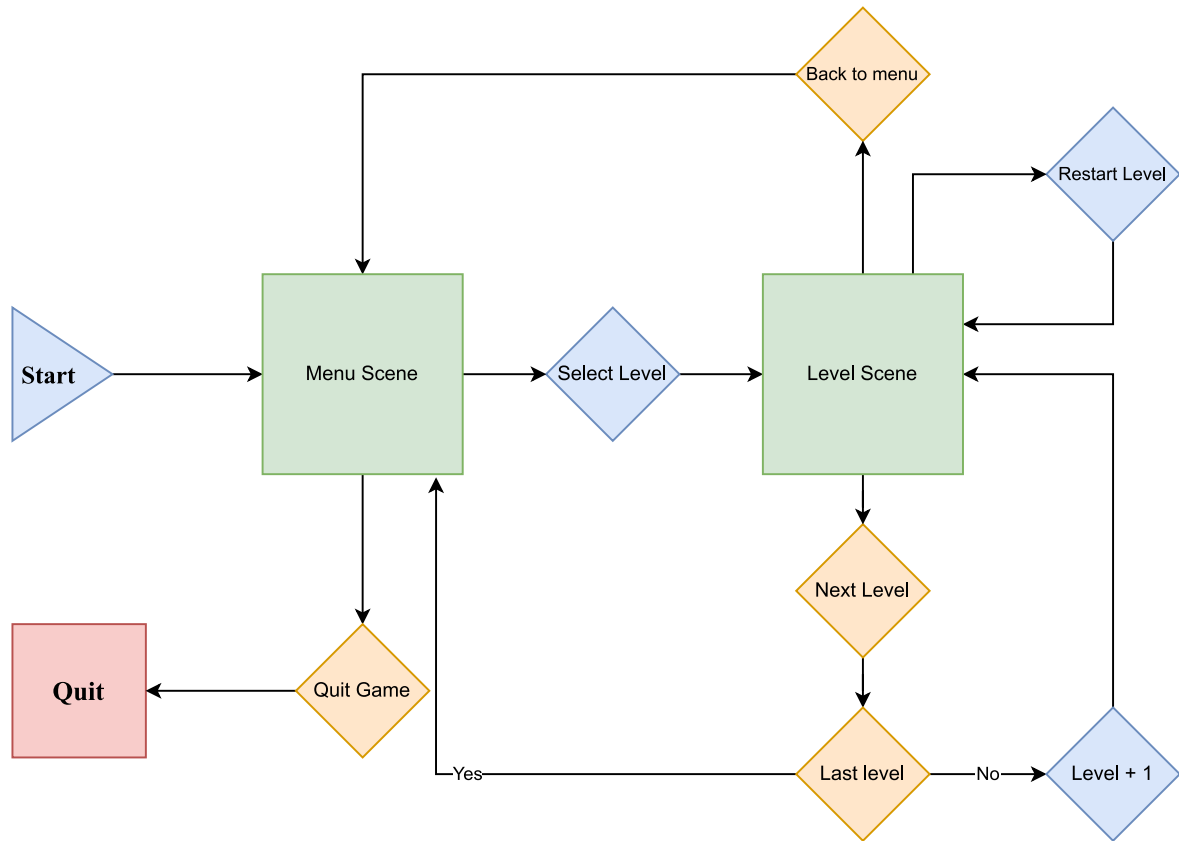 Back to menu
Restart Level
Start
Menu Scene
Select Level
Level Scene
Next Level
Quit
Quit Game
Yes
Last level
No
Level + 1